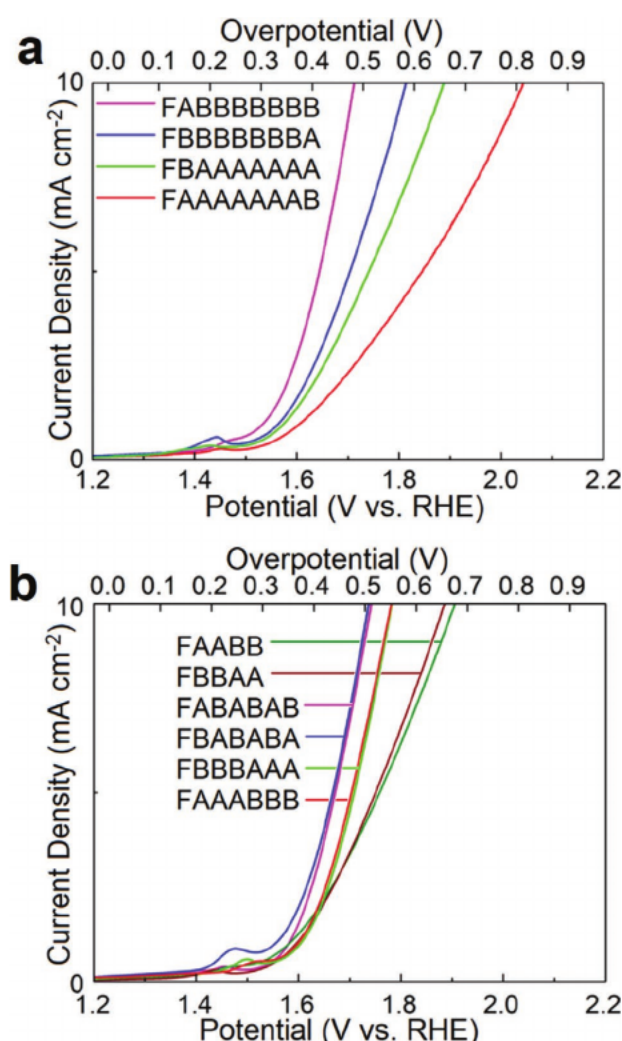 a
Overpotential (V)
0.0 0.1 0.2 0.3 0.4 0.5 0.6 0.7 0.8 0.9
10
FABBBBBBBB
FBBBBBBBBA
FBAAAAAAA
FAAAAAAAB
Current Density (mA cm-2)
0
1.2 1.4 1.6 1.8 2.0 2.2
Potential (V vs. RHE)
b
Overpotential (V)
0.0 0.1 0.2 0.3 0.4 0.5 0.6 0.7 0.8 0.9
10
FAABB
FBBAA
FABABAB
FBABABA
FBBBAAA
FAAABBB
Current Density (mA cm-2)
0
1.2 1.4 1.6 1.8 2.0 2.2
Potential (V vs. RHE)